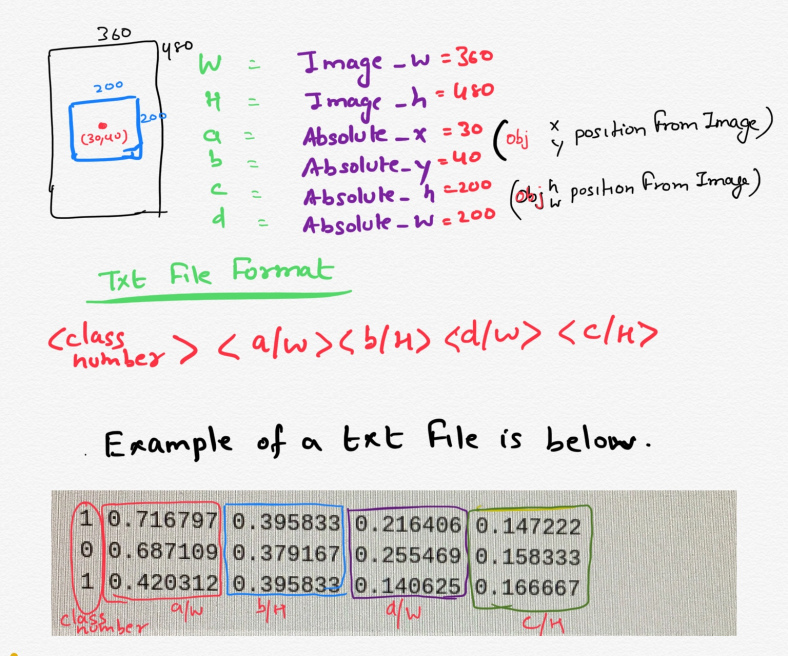 360
480
200
200
(30,40)
W = Image_w = 360
H = Image_h = 480
a = Absolute_x = 30 (obj x y position from Image)
b = Absolute_y = 40
c = Absolute_h = 200 (obj h w position from Image)
d = Absolute_w = 200
Txt File Format
<class number> <a/w> <b/H> <d/w> <c/H>
Example of a txt File is below.
1 0.716797 0.395833 0.216406 0.147222
0 0.687109 0.379167 0.255469 0.158333
1 0.420312 0.395833 0.140625 0.166667
class number a/w b/H d/w c/H